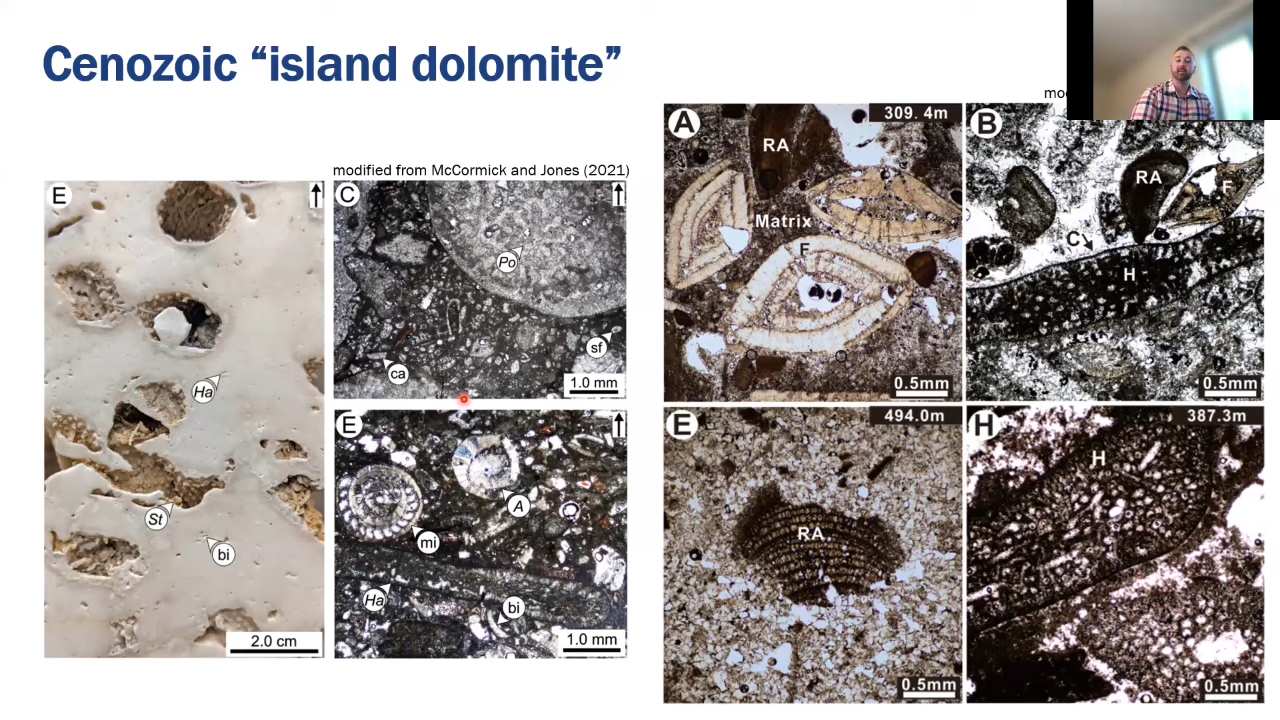 Cenozoic “island dolomite”
modified from McCormick and Jones (2021)
E
Ha
St
bi
2.0 cm
C
Po
sf
ca
1.0 mm
E
A
mi
Ha
bi
1.0 mm
A
309. 4m
RA
Matrix
F
0.5mm
B
RA
F
C
H
0.5mm
E
494.0m
RA
0.5mm
H
387.3m
H
0.5mm